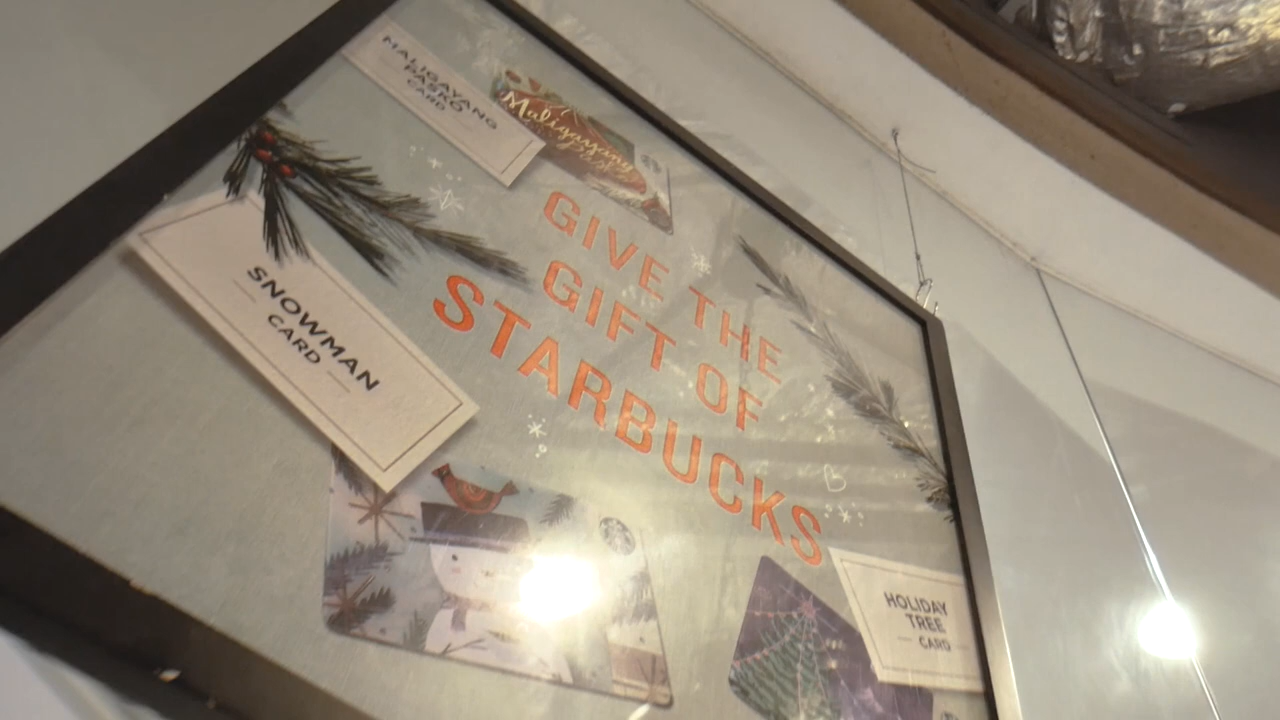 MALIGAYANG
PASKO
CARD
Maligayang
GIVE THE
GIFT OF
STARBUCKS
SNOWMAN
CARD
HOLIDAY
TREE
CARD